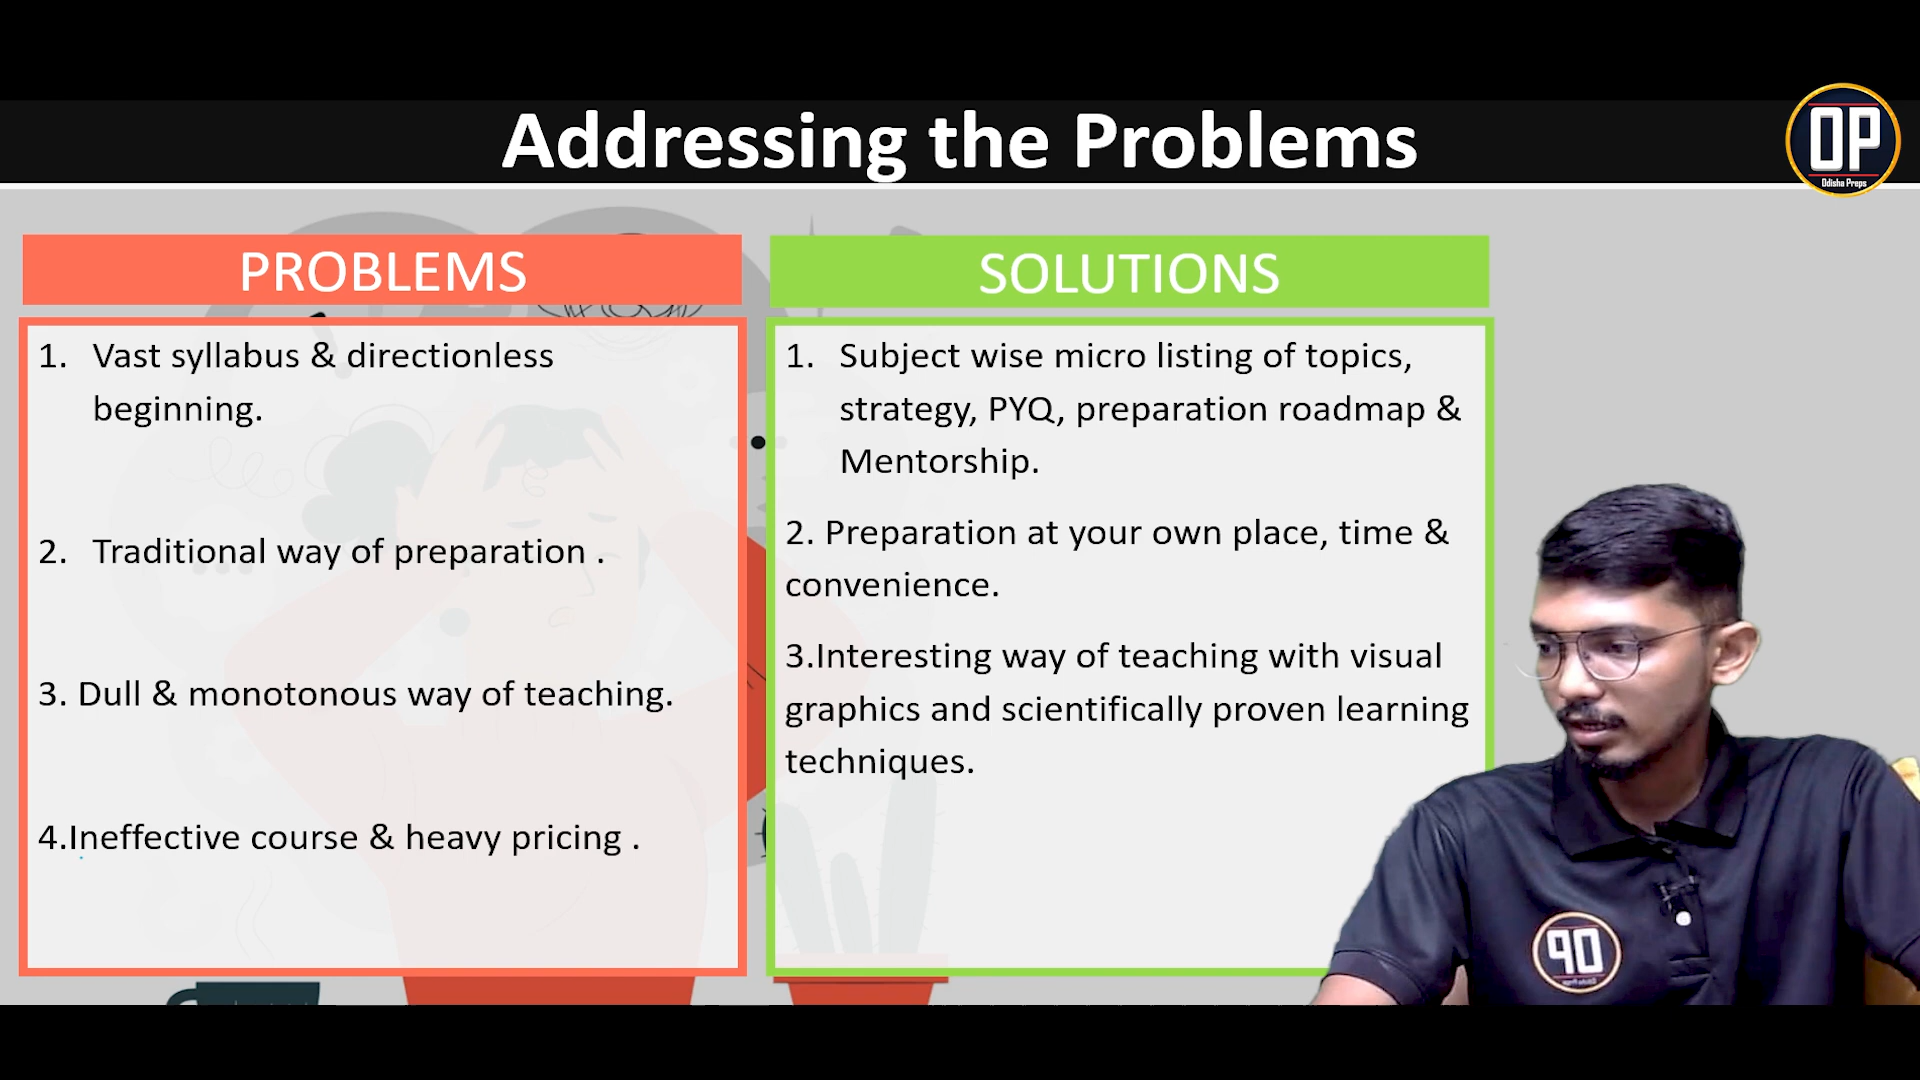 Addressing the Problems
OP
Odisha Preps
PROBLEMS
1. Vast syllabus & directionless
beginning.
2. Traditional way of preparation .
3. Dull & monotonous way of teaching.
4.Ineffective course & heavy pricing .
SOLUTIONS
1. Subject wise micro listing of topics,
strategy, PYQ, preparation roadmap &
Mentorship.
2. Preparation at your own place, time &
convenience.
3.Interesting way of teaching with visual
graphics and scientifically proven learning
techniques.
OP